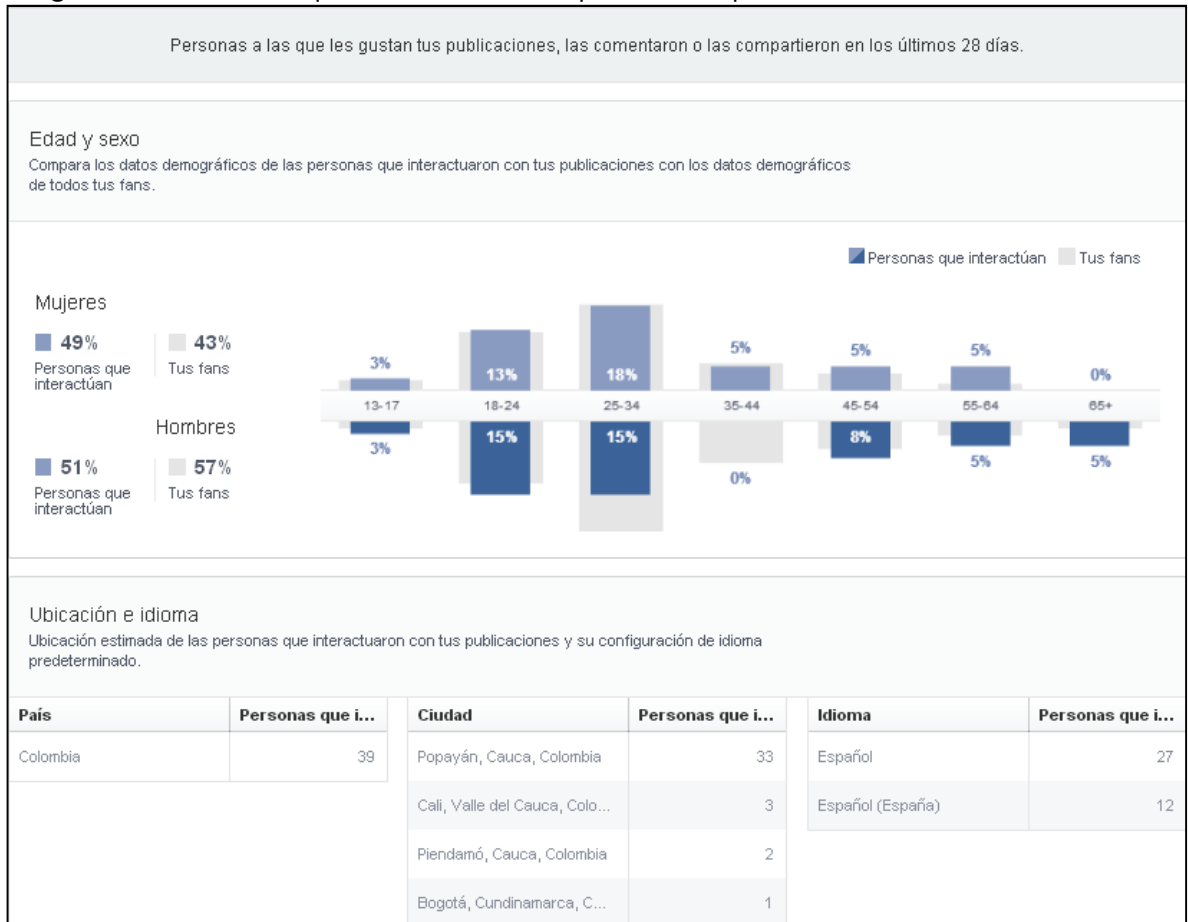 Personas a las que les gustan tus publicaciones, las comentaron o las compartieron en los últimos 28 días.
Edad y sexo
Compara los datos demográficos de las personas que interactuaron con tus publicaciones con los datos demográficos
de todos tus fans.
Personas que interactúan Tus fans
Mujeres
49% 43%
Personas que interactúan Tus fans
3% 13% 18% 5% 5% 5% 0%
13-17 18-24 25-34 35-44 45-54 55-64 65+
Hombres
3% 15% 15% 0% 8% 5% 5%
51% 57%
Personas que interactúan Tus fans
Ubicación e idioma
Ubicación estimada de las personas que interactuaron con tus publicaciones y su configuración de idioma
predeterminado.
País Personas que i... Ciudad Personas que i... Idioma Personas que i...
Colombia 39 Popayán, Cauca, Colombia 33 Español 27
Cali, Valle del Cauca, Colo... 3 Español (España) 12
Piendamó, Cauca, Colombia 2
Bogotá, Cundinamarca, C... 1